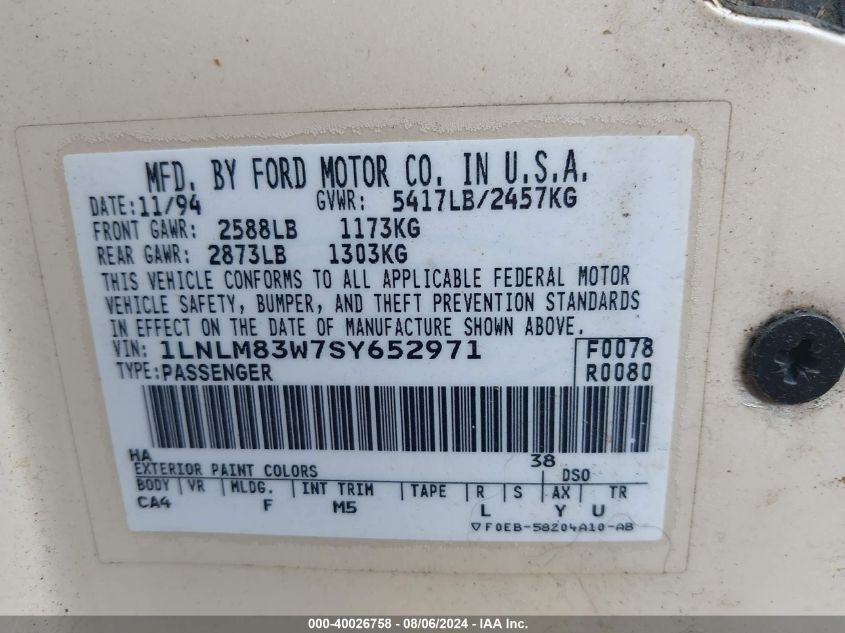 MFD. BY FORD MOTOR CO. IN U.S.A.
DATE: 11/94 GVWR: 5417LB/2457KG
FRONT GAWR: 2588LB 1173KG
REAR GAWR: 2873LB 1303KG
THIS VEHICLE CONFORMS TO ALL APPLICABLE FEDERAL MOTOR
VEHICLE SAFETY, BUMPER, AND THEFT PREVENTION STANDARDS
IN EFFECT ON THE DATE OF MANUFACTURE SHOWN ABOVE.
VIN: 1LNLM83W7SY652971 F0078
TYPE: PASSENGER R0080
HA 38
EXTERIOR PAINT COLORS DSO
BODY VR MLDG. INT TRIM TAPE R S AX TR
CA4 F M5 L Y U
▽F0EB-58204A10-AB
000-40026758 - 08/06/2024 - IAA Inc.